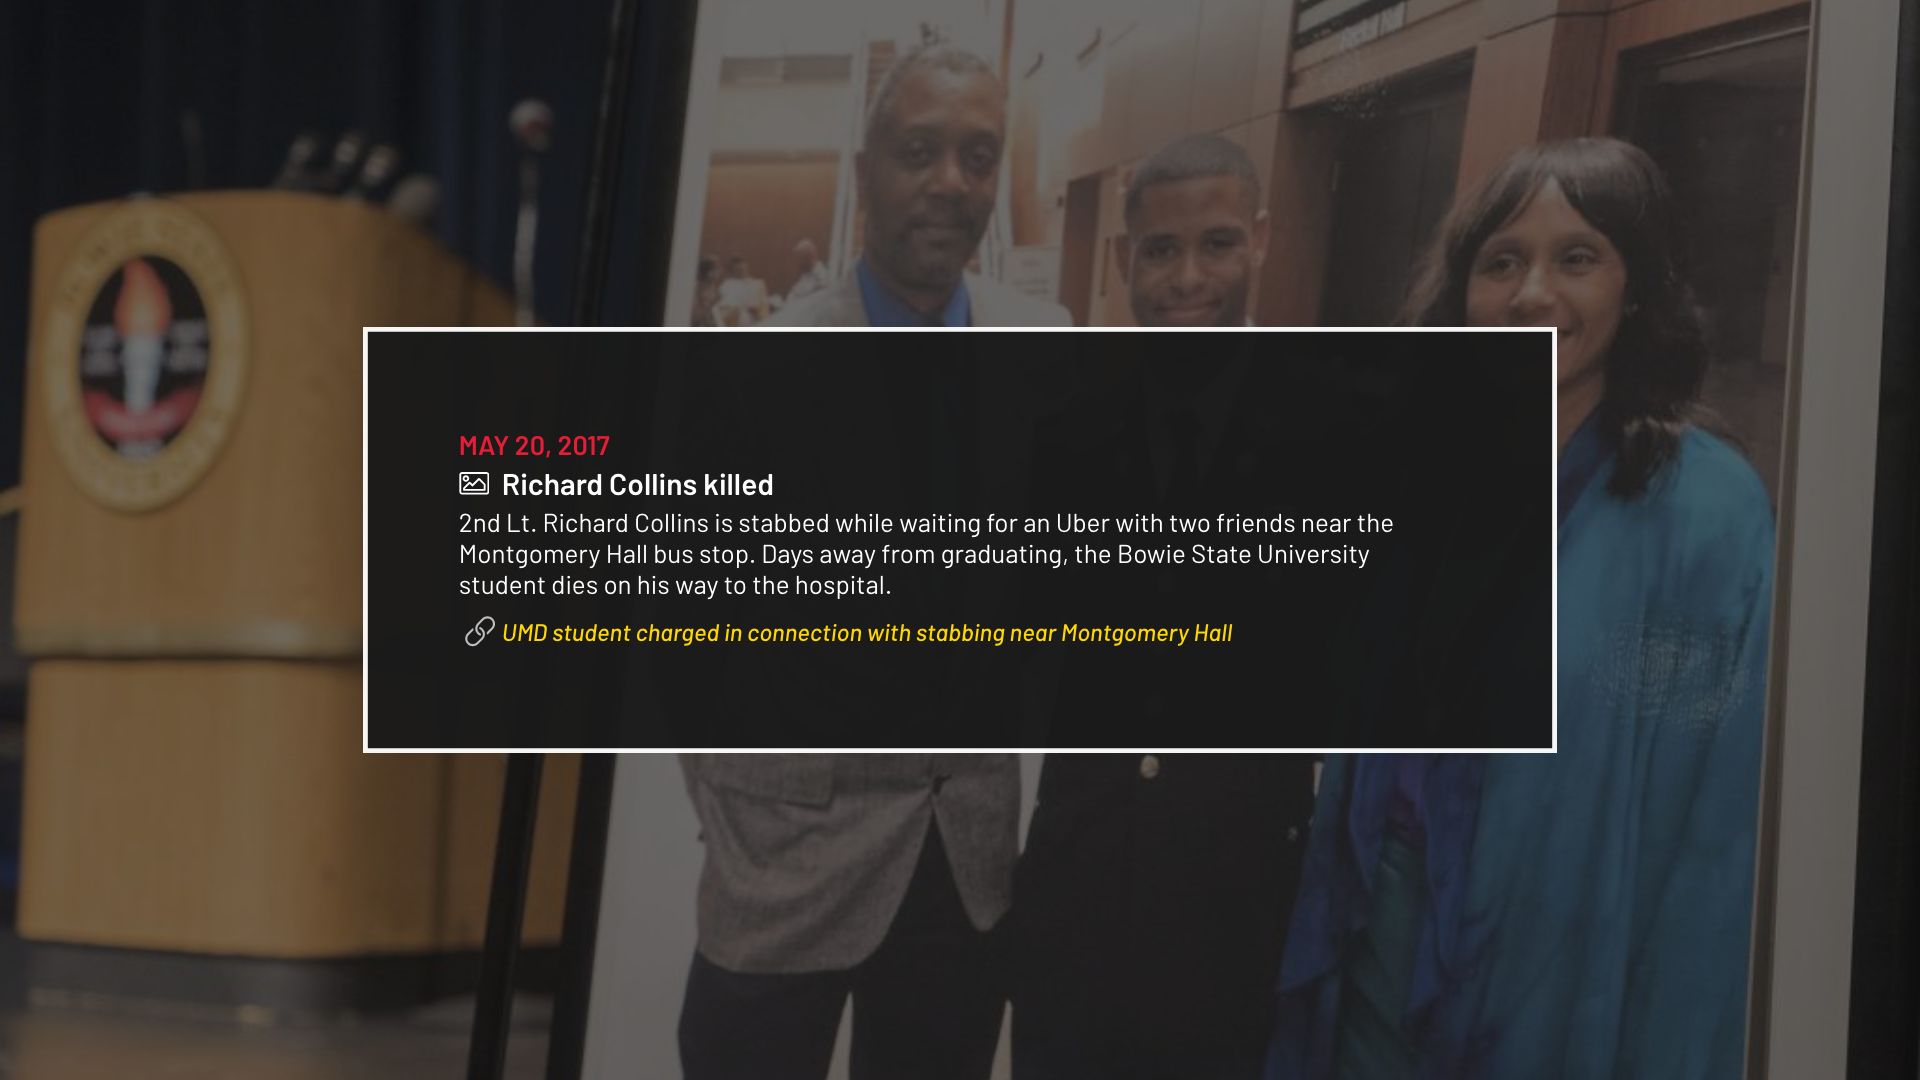 MAY 20, 2017
Richard Collins killed
2nd Lt. Richard Collins is stabbed while waiting for an Uber with two friends near the
Montgomery Hall bus stop. Days away from graduating, the Bowie State University
student dies on his way to the hospital.
UMD student charged in connection with stabbing near Montgomery Hall